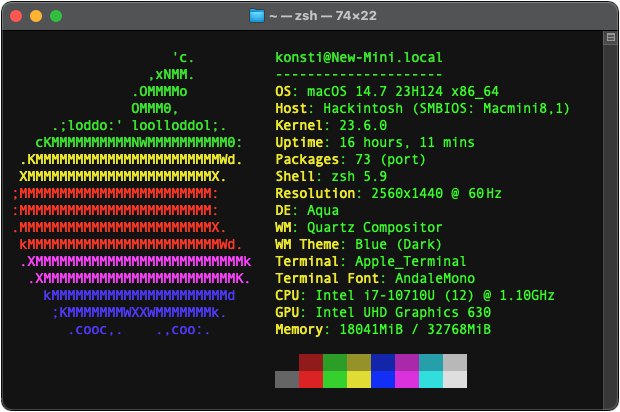 ~ — zsh — 74×22
'c.
konsti@New-Mini.local
,xNMM.
-----------------------
.OMMMMo
OS: macOS 14.7 23H124 x86_64
OMMM0,
Host: Hackintosh (SMBIOS: Macmini8,1)
.;loddo:' loolloddol;.
Kernel: 23.6.0
cKMMMMMMMMMMNWMMMMMMMMMM0:
Uptime: 16 hours, 11 mins
.KMMMMMMMMMMMMMMMMMMMMMMMWd.
Packages: 73 (port)
XMMMMMMMMMMMMMMMMMMMMMMMX.
Shell: zsh 5.9
;MMMMMMMMMMMMMMMMMMMMMMMM:
Resolution: 2560x1440 @ 60Hz
:MMMMMMMMMMMMMMMMMMMMMMMM:
DE: Aqua
.MMMMMMMMMMMMMMMMMMMMMMMMX.
WM: Quartz Compositor
kMMMMMMMMMMMMMMMMMMMMMMMMWd.
WM Theme: Blue (Dark)
.XMMMMMMMMMMMMMMMMMMMMMMMMMMk
Terminal: Apple_Terminal
.XMMMMMMMMMMMMMMMMMMMMMMMMK.
Terminal Font: AndaleMono
kMMMMMMMMMMMMMMMMMMMMMMd
CPU: Intel i7-10710U (12) @ 1.10GHz
;KMMMMMMMWXXWMMMMMMMk.
GPU: Intel UHD Graphics 630
.cooc,.    .,coo:.
Memory: 18041MiB / 32768MiB